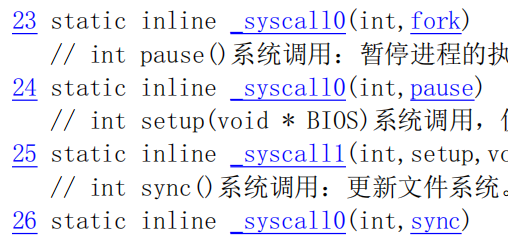 23 static inline _syscall0(int,fork)
// int pause()系统调用：暂停进程的执
24 static inline _syscall0(int,pause)
// int setup(void * BIOS)系统调用，
25 static inline _syscall1(int,setup,vo
// int sync()系统调用：更新文件系统。
26 static inline _syscall0(int,sync)